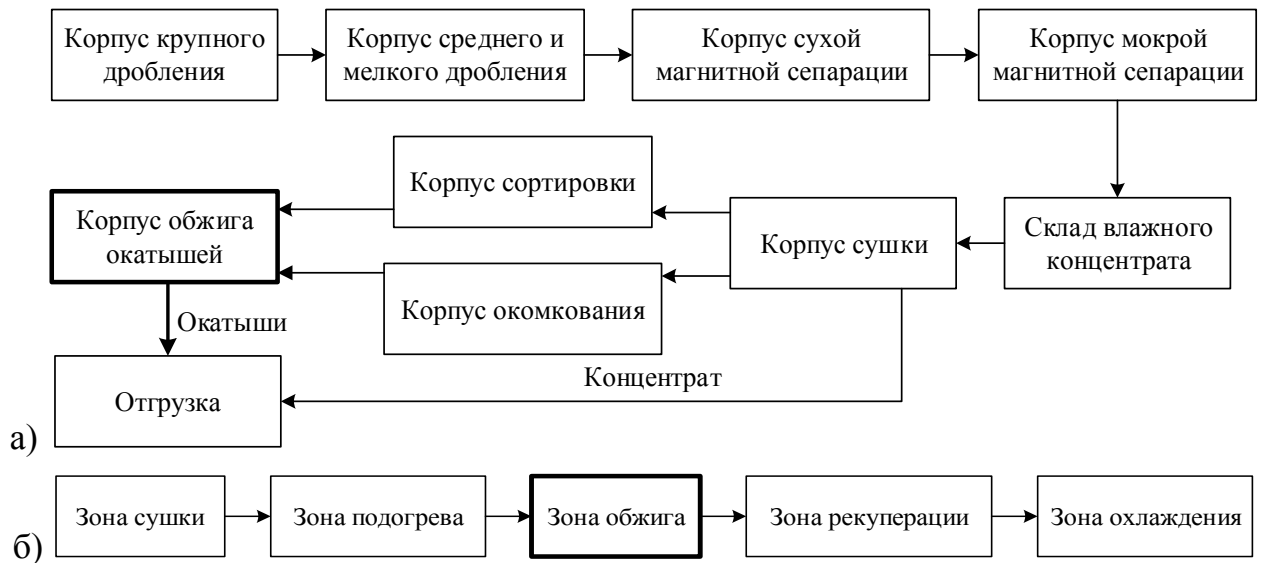 Корпус крупного
дробления
Корпус среднего и
мелкого дробления
Корпус сухой
магнитной сепарации
Корпус мокрой
магнитной сепарации
Корпус сортировки
Корпус обжига
окатышей
Корпус сушки
Склад влажного
концентрата
Корпус окомкования
Окатыши
Концентрат
Отгрузка
а)
Зона сушки
Зона подогрева
Зона обжига
Зона рекуперации
Зона охлаждения
б)